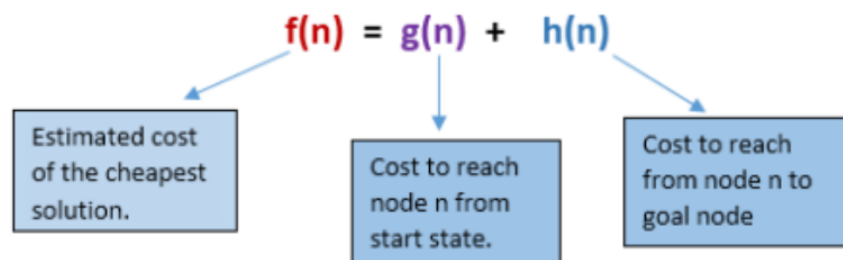 f(n) = g(n) + h(n)
Estimated cost
of the cheapest
solution.
Cost to reach
node n from
start state.
Cost to reach
from node n to
goal node